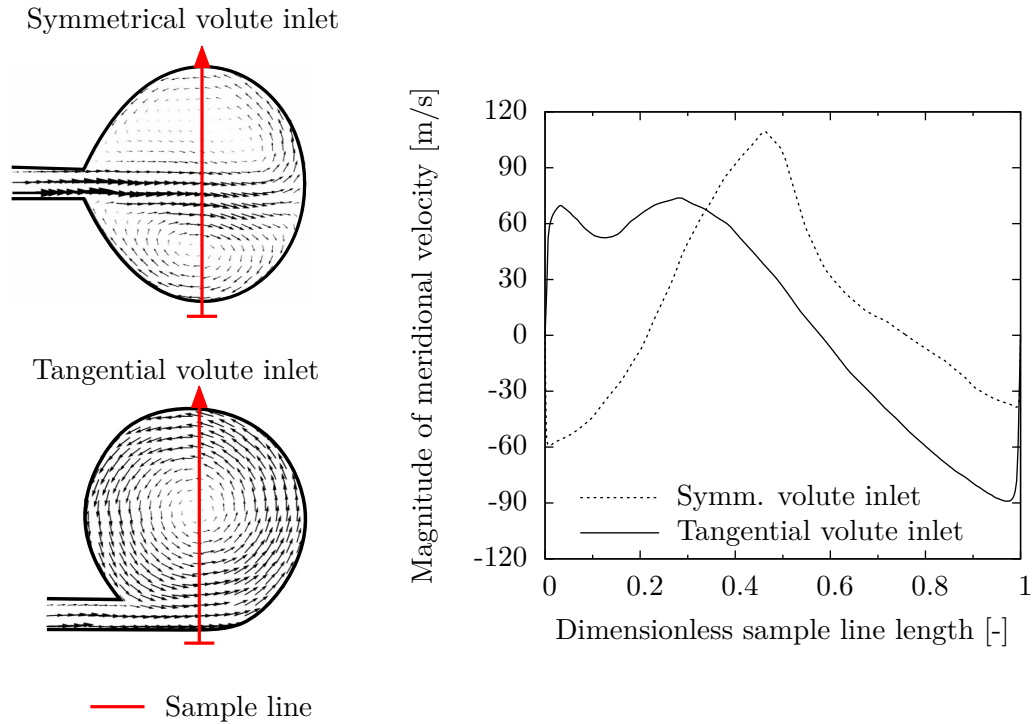 Symmetrical volute inlet
Tangential volute inlet
Sample line
Magnitude of meridional velocity [m/s]
120
90
60
30
0
-30
-60
-90
-120
Symm. volute inlet
Tangential volute inlet
0 0.2 0.4 0.6 0.8 1
Dimensionless sample line length [-]